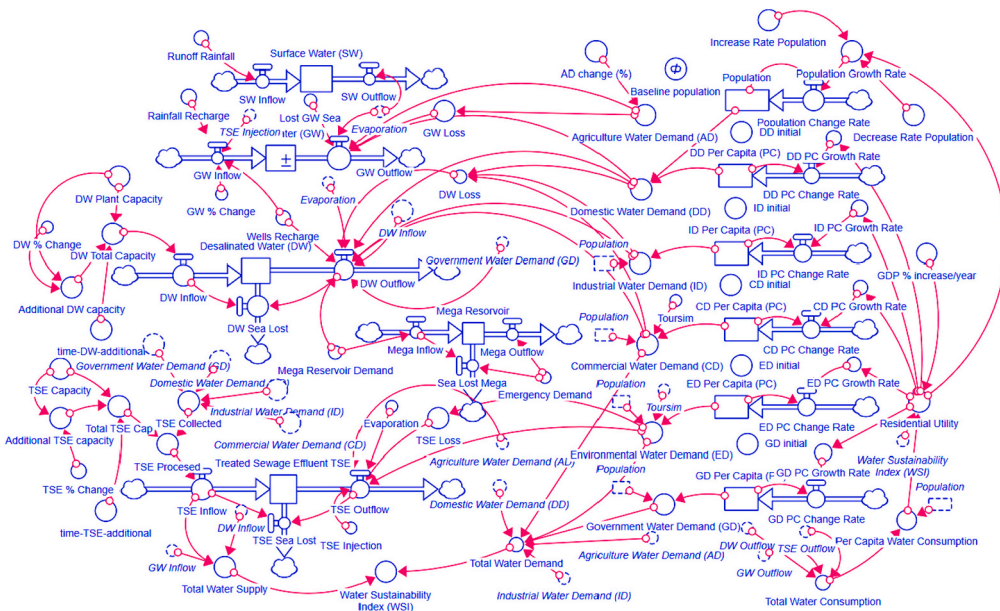 Runoff Rainfall
Surface Water (SW)
SW Inflow
SW Outflow
Rainfall Recharge
Lost GW Sea
TSE Injection
ter (GW)
Evaporation
GW Loss
GW Inflow
GW Outflow
GW % Change
Wells Recharge
AD change (%)
Baseline population
Agriculture Water Demand (AD)
Increase Rate Population
Population
Population Growth Rate
Population Change Rate
DD initial
Decrease Rate Population
DD Per Capita (PC)
DD PC Growth Rate
DD PC Change Rate
ID initial
Domestic Water Demand (DD)
DW Loss
Evaporation
DW Inflow
DW Plant Capacity
DW % Change
DW Total Capacity
Additional DW capacity
time-DW-additional
Desalinated Water (DW)
DW Inflow
DW Outflow
DW Sea Lost
Government Water Demand (GD)
Population
Industrial Water Demand (ID)
ID Per Capita (PC)
ID PC Growth Rate
ID PC Change Rate
CD initial
GDP % increase/year
Mega Reservoir
Mega Inflow
Mega Outflow
Mega Reservoir Demand
Sea Lost Mega
Emergency Demand
Population
Toursim
Commercial Water Demand (CD)
CD Per Capita (PC)
CD PC Growth Rate
CD PC Change Rate
ED initial
Government Water Demand (GD)
TSE Capacity
Domestic Water Demand
Additional TSE capacity
Total TSE Cap
TSE Collected
Industrial Water Demand (ID)
Commercial Water Demand (CD)
TSE Procesed
TSE % Change
time-TSE-additional
Evaporation
TSE Loss
Agriculture Water Demand (AD)
Population
Toursim
Environmental Water Demand (ED)
ED Per Capita (PC)
ED PC Growth Rate
ED PC Change Rate
GD initial
Residential Utility
Water Sustainability
Index (WSI)
Treated Sewage Effluent TSE
TSE Inflow
TSE Outflow
DW Inflow
TSE Sea Lost
TSE Injection
GW Inflow
Total Water Supply
Water Sustainability
Index (WSI)
Domestic Water Demand (DD)
Population
Government Water Demand (GD)
Agriculture Water Demand (AD)
Total Water Demand
Industrial Water Demand (ID)
GD Per Capita (
GD PC Growth Rate
GD PC Change Rate
Population
Per Capita Water Consumption
DW Outflow
TSE Outflow
GW Outflow
Total Water Consumption